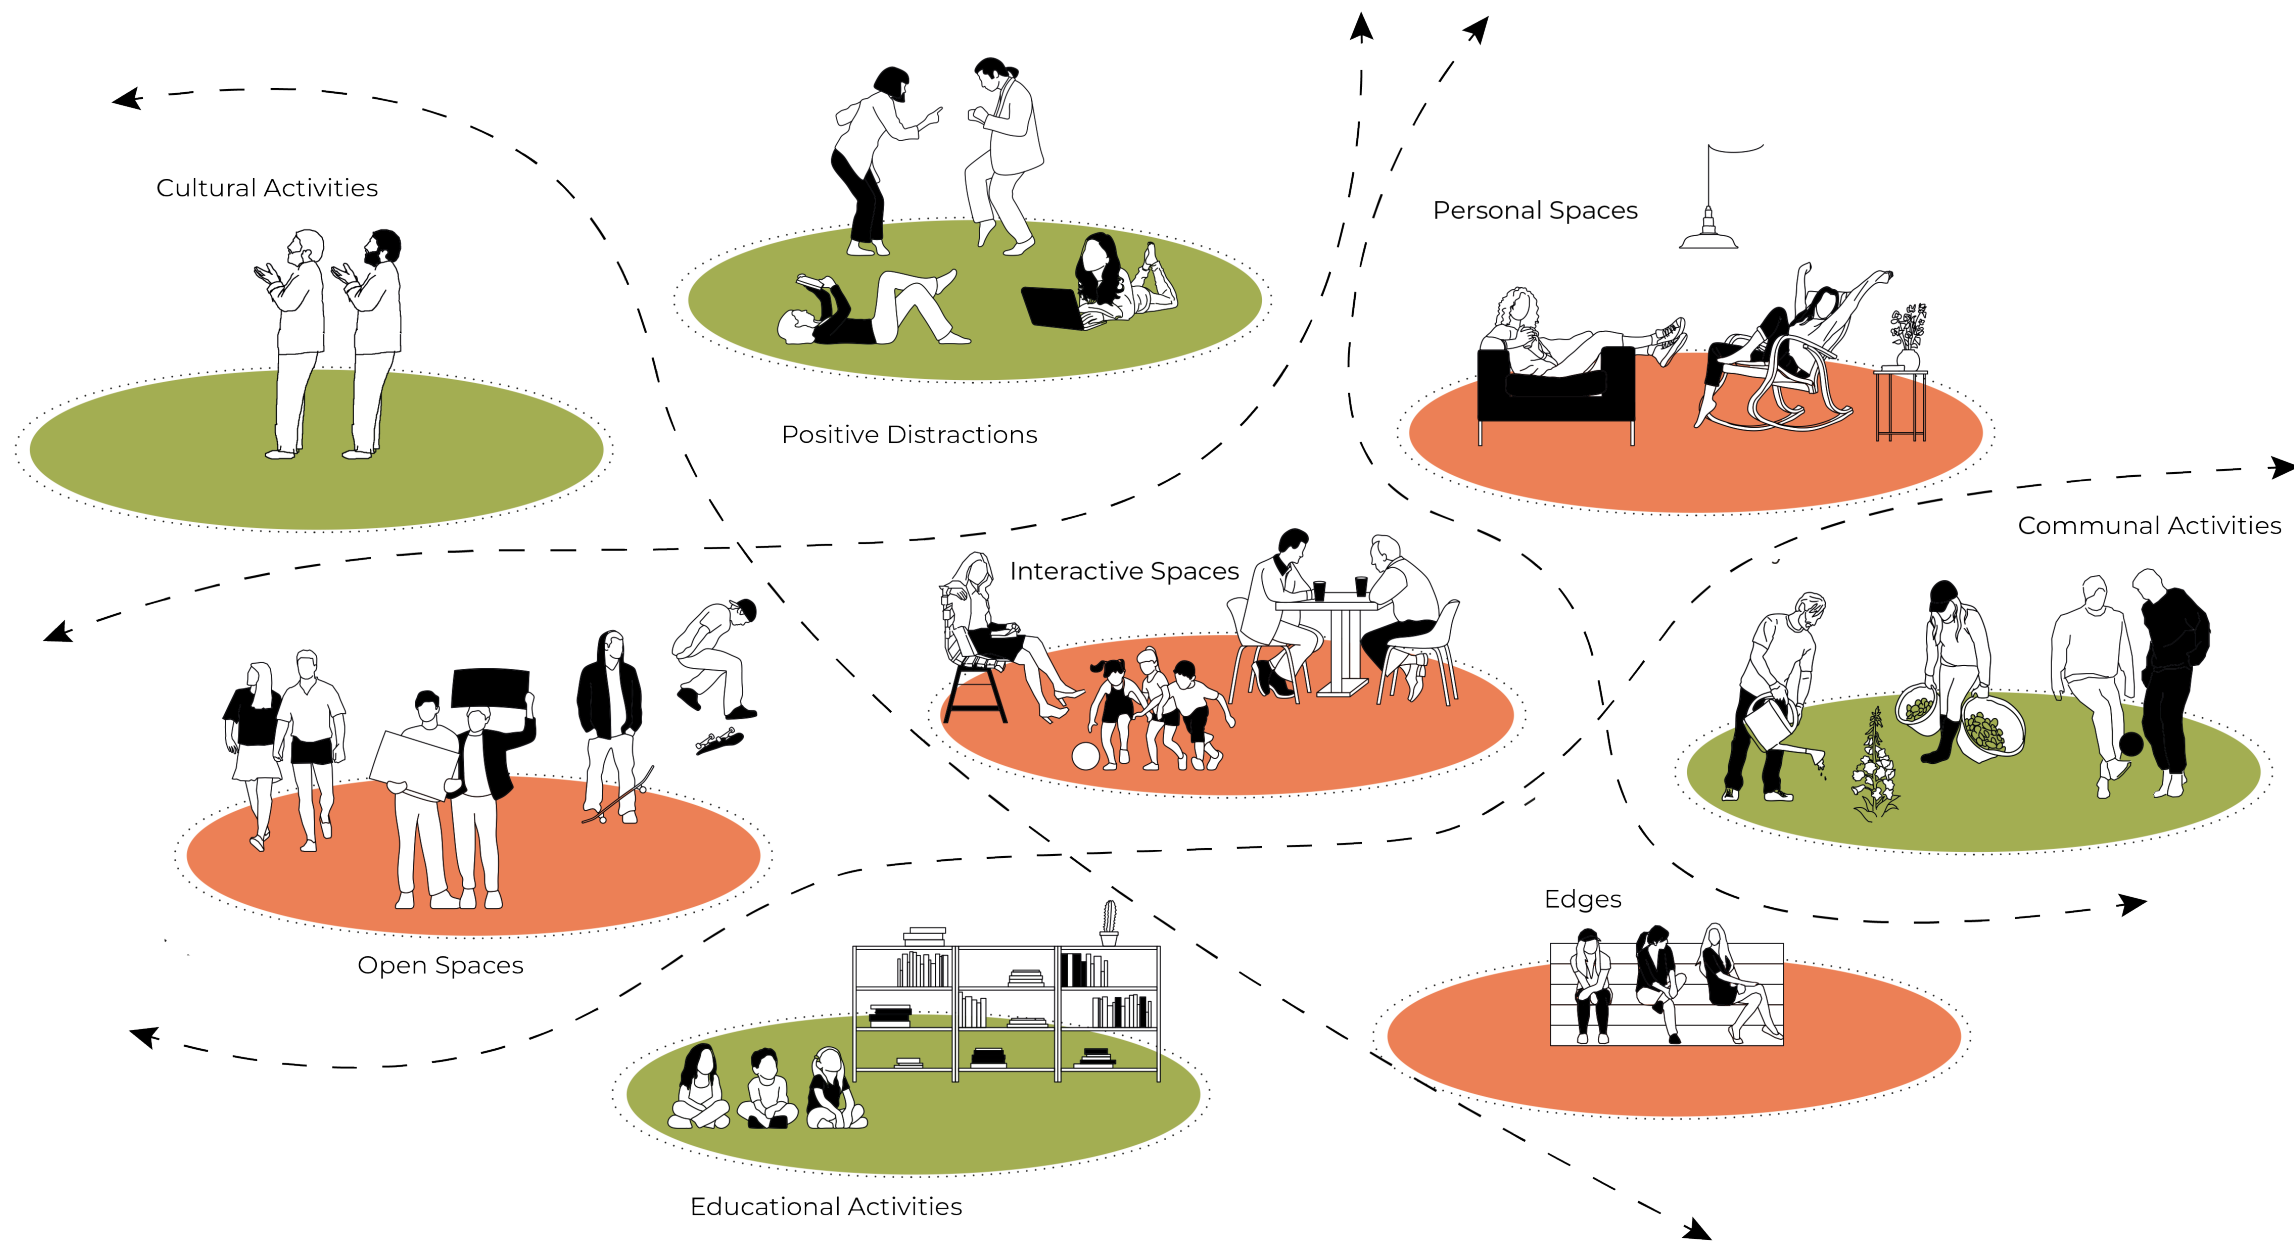 Cultural Activities
Personal Spaces
Positive Distractions
Communal Activities
Interactive Spaces
Edges
Open Spaces
Educational Activities